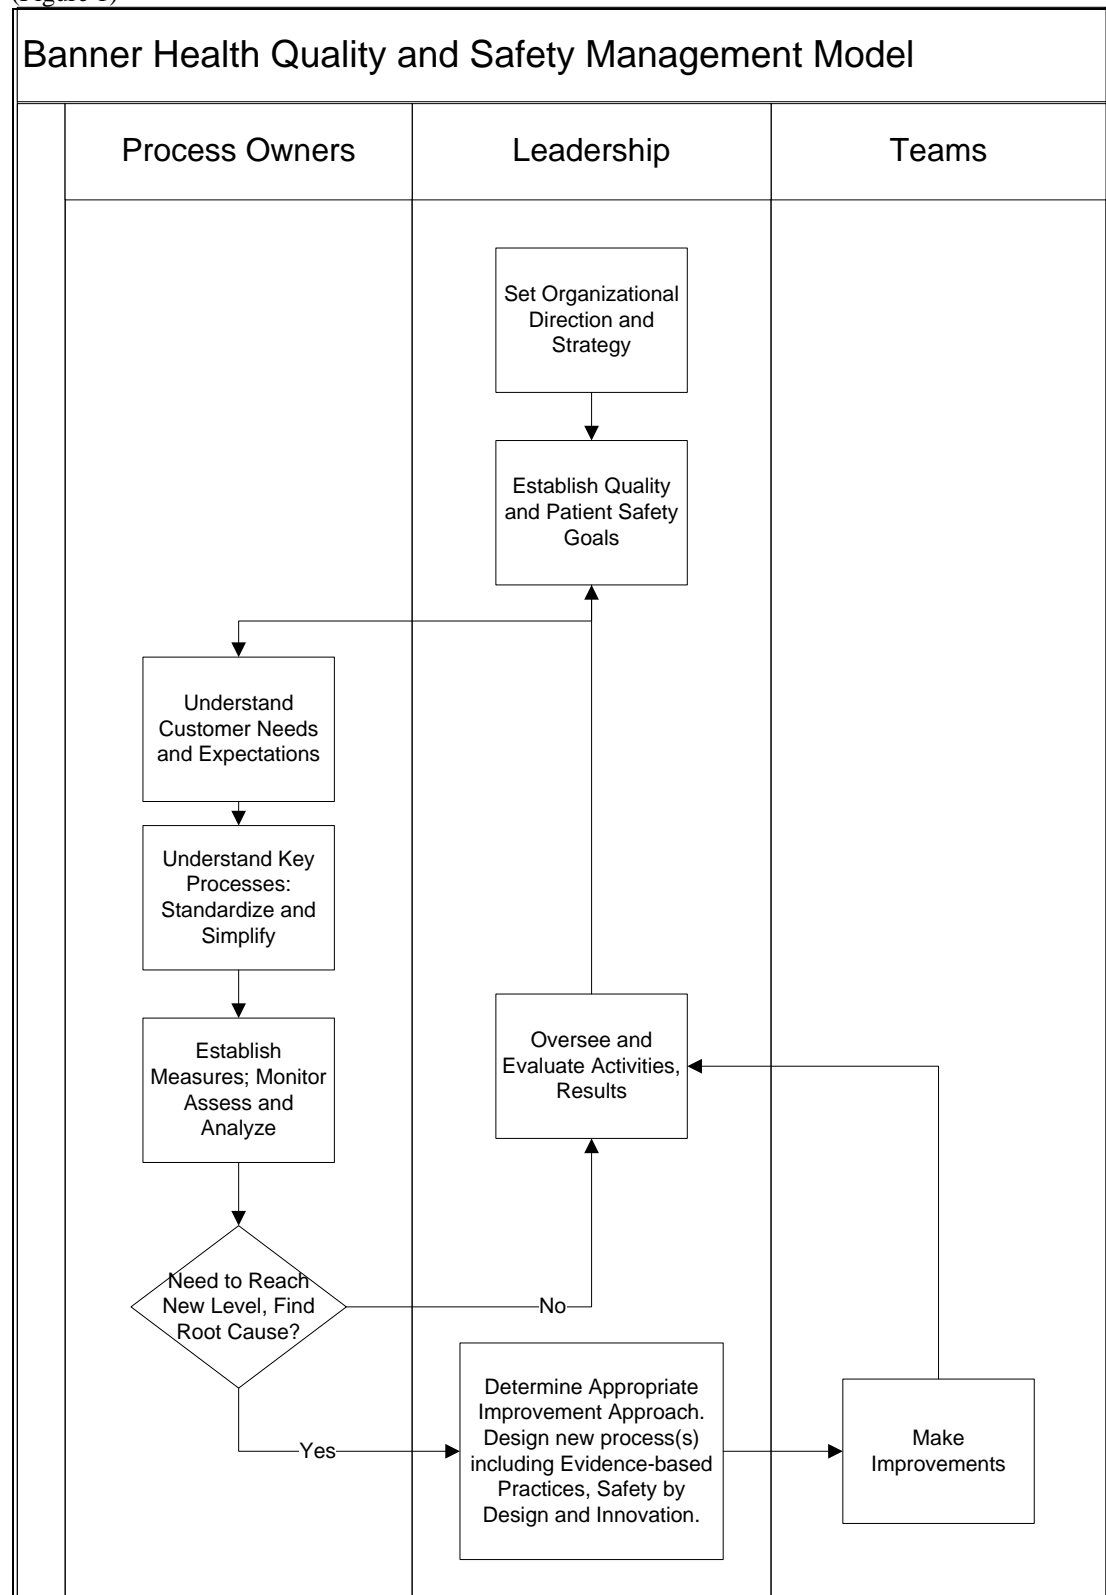 Banner Health Quality and Safety Management Model
Process Owners
Leadership
Teams
Set Organizational
Direction and
Strategy
Establish Quality
and Patient Safety
Goals
Understand
Customer Needs
and Expectations
Understand Key
Processes:
Standardize and
Simplify
Establish
Measures; Monitor
Assess and
Analyze
Oversee and
Evaluate Activities,
Results
Need to Reach
New Level, Find
Root Cause?
No
Yes
Determine Appropriate
Improvement Approach.
Design new process(s)
including Evidence-based
Practices, Safety by
Design and Innovation.
Make
Improvements